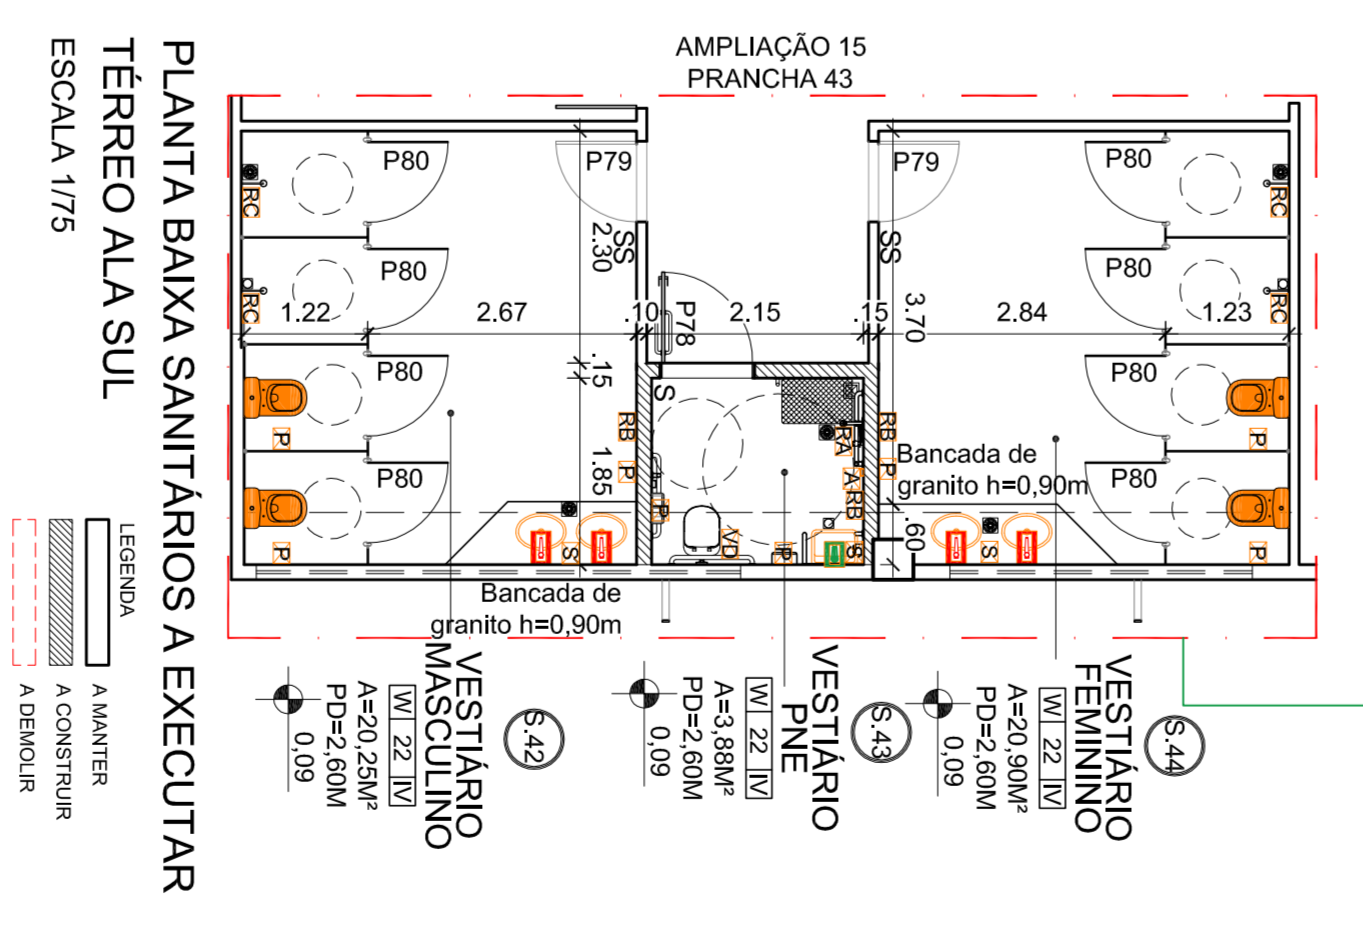 AMPLIAÇÃO 15
PRANCHA 43
PLANTA BAIXA SANITÁRIOS A EXECUTAR
TÉRREO ALA SUL
ESCALA 1/75
LEGENDA
A MANTER
A CONSTRUIR
A DEMOLIR
P80
P79
P79
P80
RC
RC
SS
2.30
SS
P80
P80
RC
RC
1.22
2.67
.10
P78
2.15
.15
3.70
2.84
1.23
P80
.15
S
P80
P
RB
P
1.85
RA
A
RB
RB
P
P
Bancada de
granito h=0,90m
P80
P80
P
S
P
VD
IP
S
.60
S
P
Bancada de
granito h=0,90m
VESTIÁRIO
MASCULINO
S.42
W 22 IV
A=20,25M²
PD=2,60M
0,09
VESTIÁRIO
PNE
S.43
W 22 IV
A=3,88M²
PD=2,60M
0,09
VESTIÁRIO
FEMININO
S.44
W 22 IV
A=20,90M²
PD=2,60M
0,09